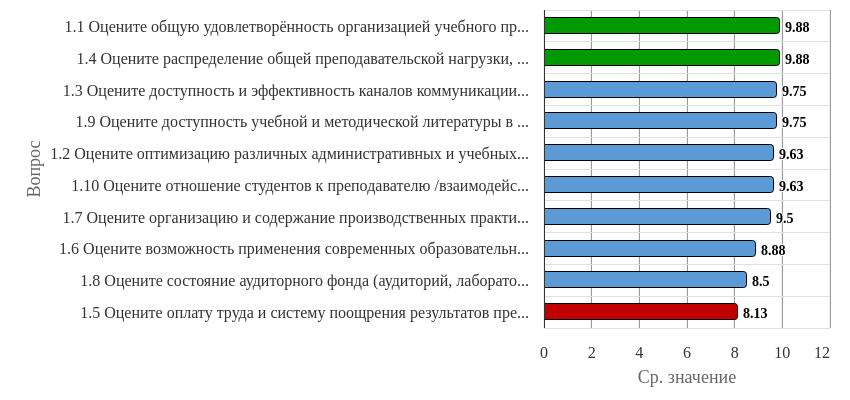 1.1 Оцените общую удовлетворённость организацией учебного пр... 9.88
1.4 Оцените распределение общей преподавательской нагрузки, ... 9.88
1.3 Оцените доступность и эффективность каналов коммуникации... 9.75
1.9 Оцените доступность учебной и методической литературы в ... 9.75
1.2 Оцените оптимизацию различных административных и учебных... 9.63
1.10 Оцените отношение студентов к преподавателю /взаимодейс... 9.63
1.7 Оцените организацию и содержание производственных практи... 9.5
1.6 Оцените возможность применения современных образовательн... 8.88
1.8 Оцените состояние аудиторного фонда (аудиторий, лаборато... 8.5
1.5 Оцените оплату труда и систему поощрения результатов пре... 8.13
Вопрос
0 2 4 6 8 10 12
Ср. значение